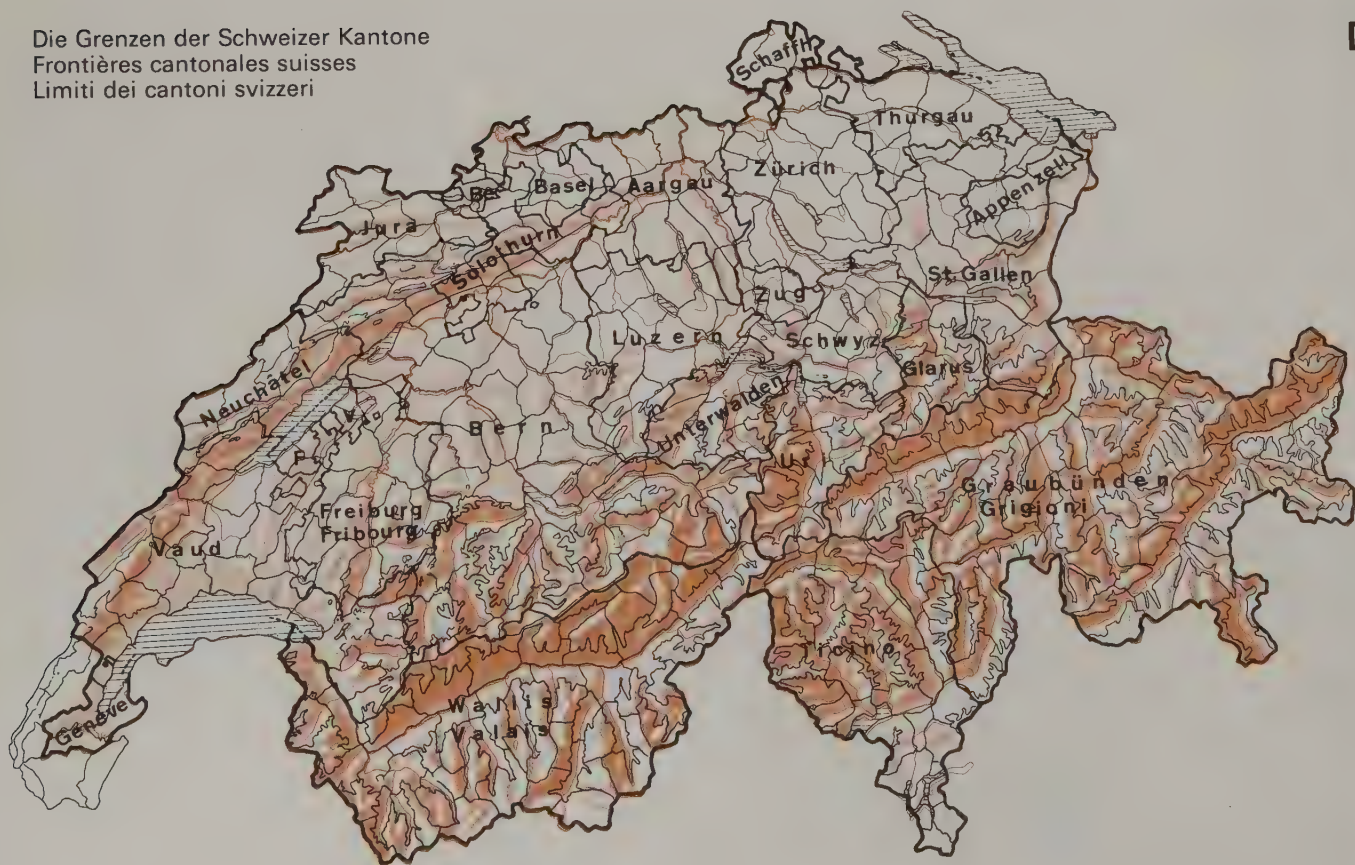 Die Grenzen der Schweizer Kantone
Frontières cantonales suisses
Limiti dei cantoni svizzeri
Schaffh
Thurgau
Zürich
Be
Basel
Aargau
Appenzell
Jura
Solothurn
St.Gallen
Zug
Luzern
Schwyz
Glarus
Neuchâtel
Unterwalden
Bern
Uri
Graubünden
Grigioni
Freiburg
Fribourg
Vaud
Ticino
Wallis
Valais
Genève